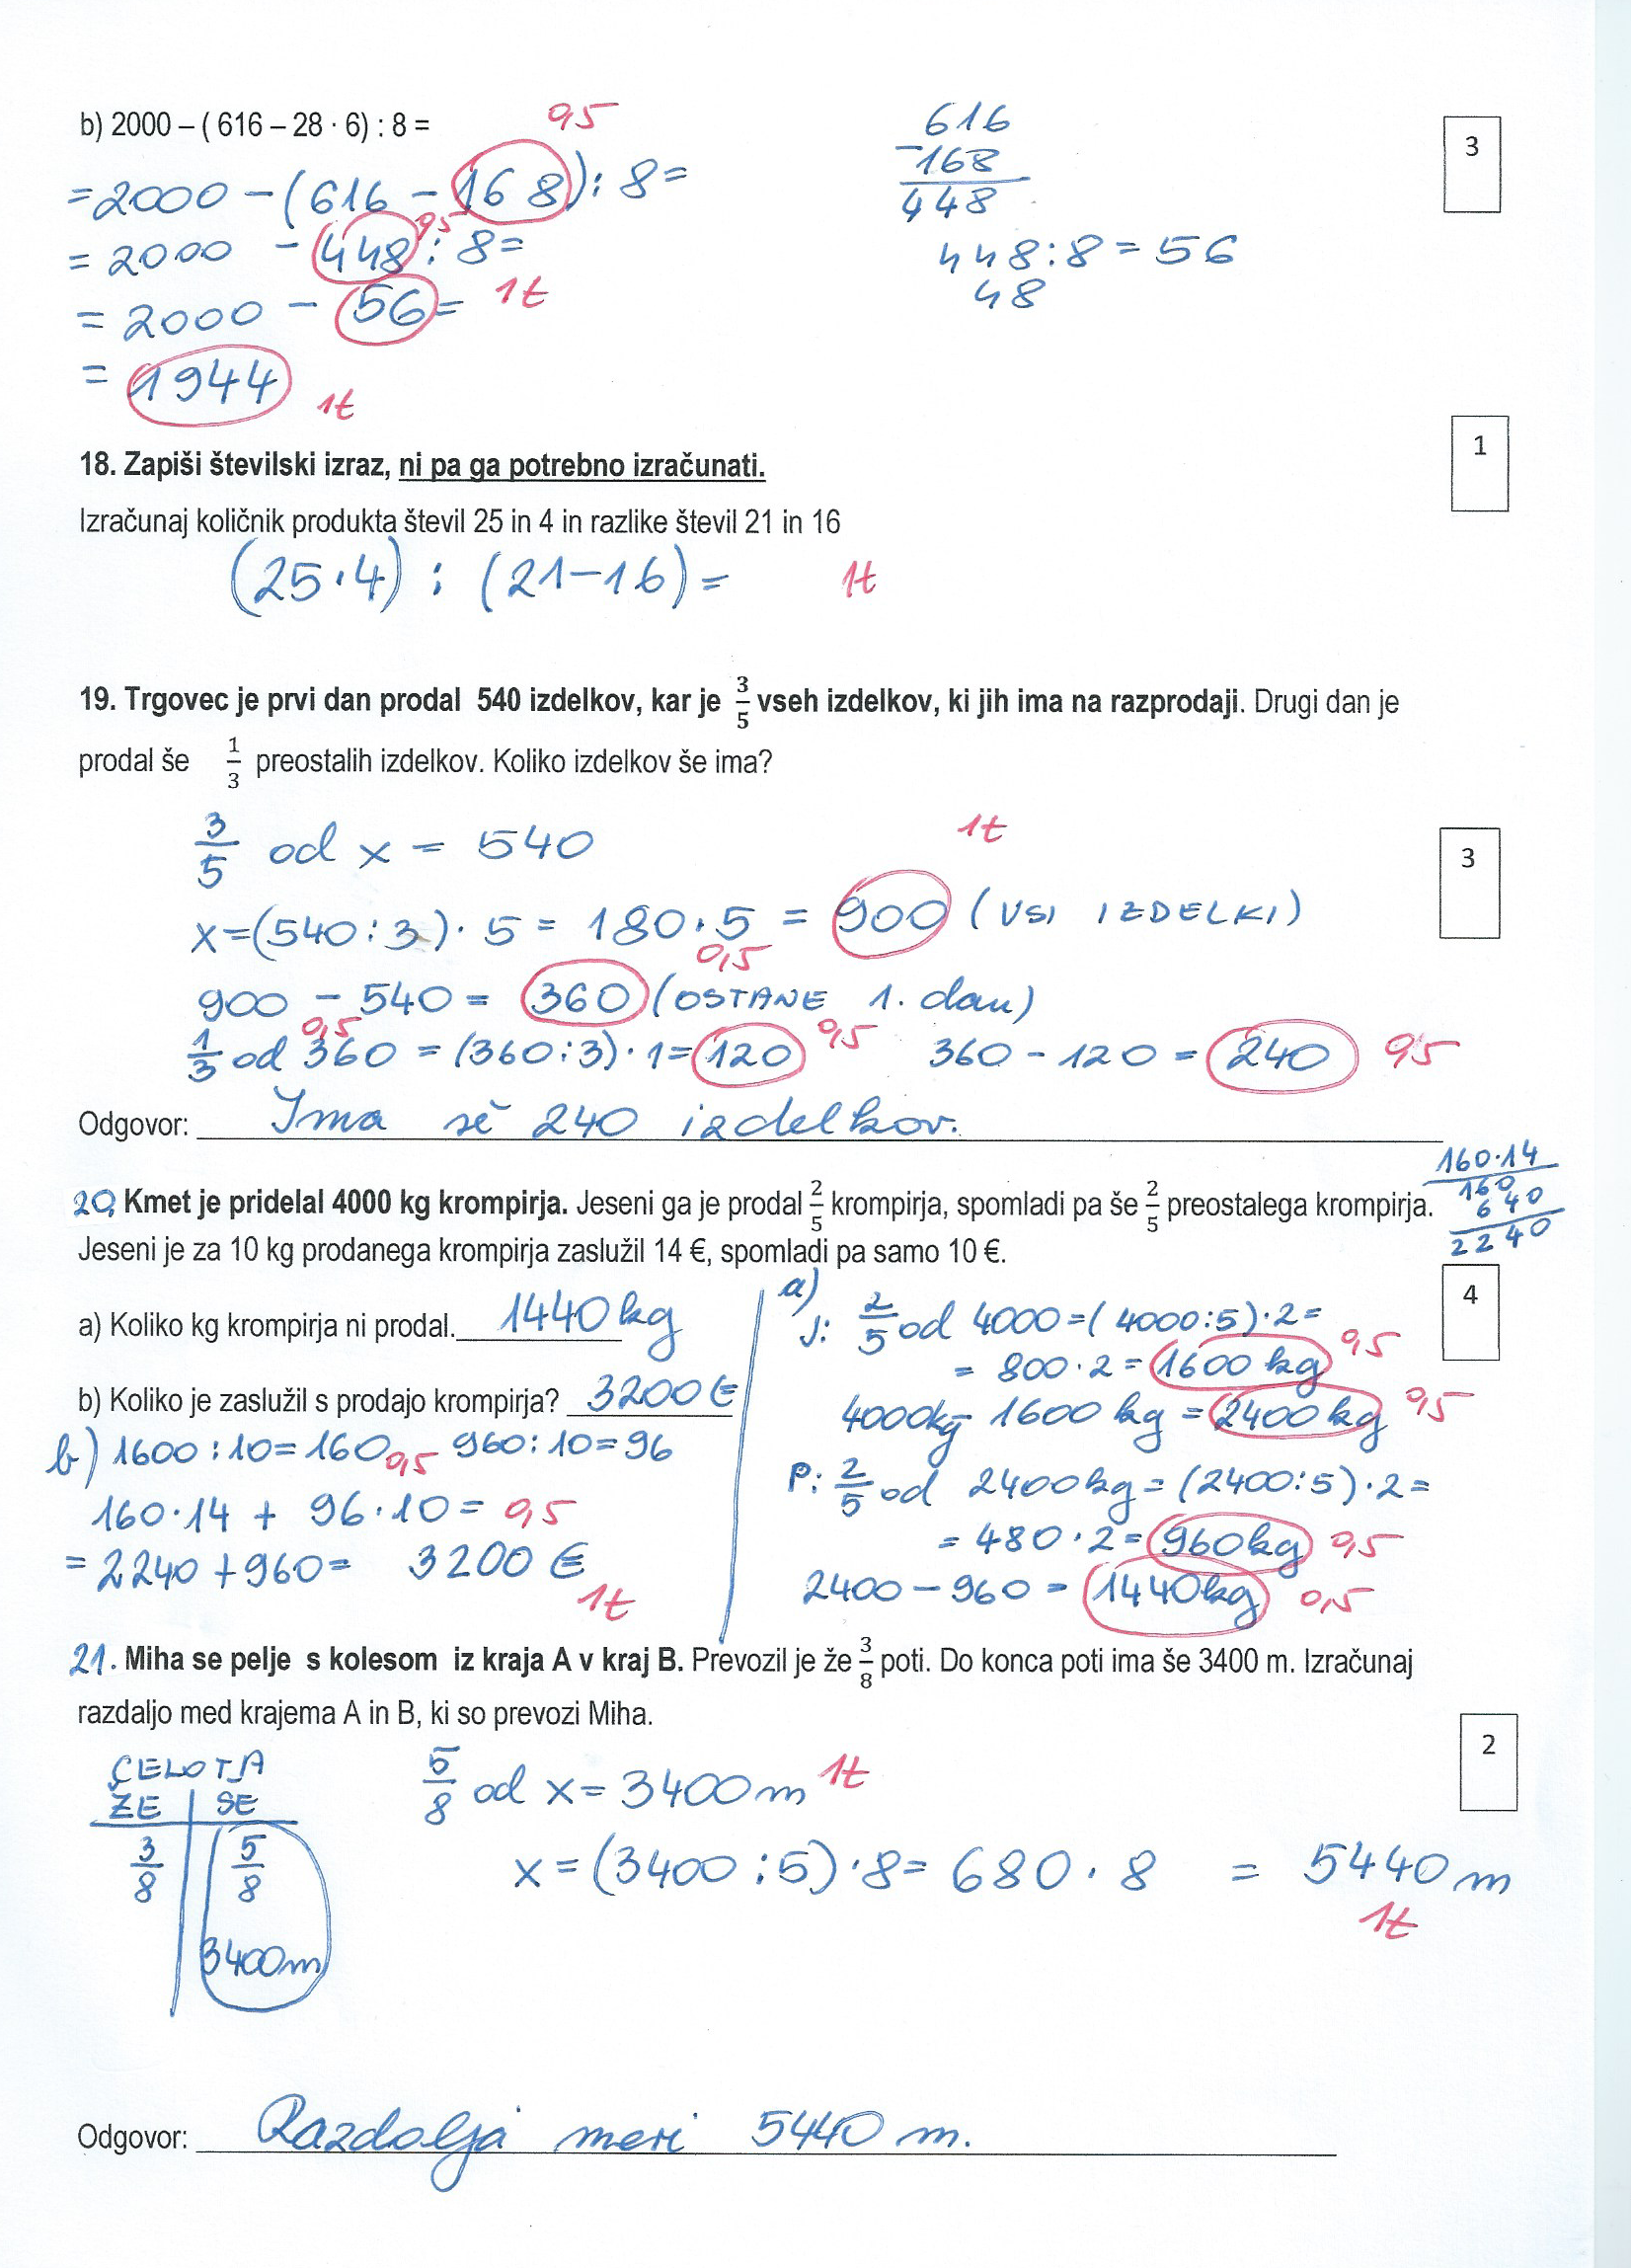 b) 2000 – ( 616 – 28 · 6) : 8 =
0,5
= 2000 – (616 – 168) : 8 =
0,5
= 2000 – 448 : 8 =
= 2000 – 56 = 1t
= 1944 1t
616
-168
448
448 : 8 = 56
48
3
18. Zapiši številski izraz, ni pa ga potrebno izračunati.
1
Izračunaj količnik produkta števil 25 in 4 in razlike števil 21 in 16
(25·4) : (21–16) = 1t
19. Trgovec je prvi dan prodal 540 izdelkov, kar je 3/5 vseh izdelkov, ki jih ima na razprodaji. Drugi dan je
prodal še 1/3 preostalih izdelkov. Koliko izdelkov še ima?
3/5 od x = 540
1t
3
x=(540:3)·5 = 180·5 = 900 (VSI IZDELKI)
0,5
900 – 540 = 360 (OSTANE 1. dan)
0,5
1/3 od 360 = (360:3)·1=120 0,5 360 – 120 = 240 0,5
Odgovor: Ima še 240 izdelkov.
20. Kmet je pridelal 4000 kg krompirja. Jeseni ga je prodal 2/5 krompirja, spomladi pa še 2/5 preostalega krompirja.
Jeseni je za 10 kg prodanega krompirja zaslužil 14 €, spomladi pa samo 10 €.
160·14
160
640
2240
4
a) Koliko kg krompirja ni prodal. 1440 kg
b) Koliko je zaslužil s prodajo krompirja? 3200 €
b) 1600 : 10 = 160 0,5 960 : 10 = 96
160·14 + 96·10 = 0,5
= 2240 + 960 = 3200 €
1t
a)
J: 2/5 od 4000 = (4000:5)·2 =
= 800·2 = 1600 kg 0,5
4000kg – 1600 kg = 2400 kg 0,5
P: 2/5 od 2400 kg = (2400:5)·2 =
= 480·2 = 960kg 0,5
2400 – 960 = 1440kg 0,5
21. Miha se pelje s kolesom iz kraja A v kraj B. Prevozil je že 3/8 poti. Do konca poti ima še 3400 m. Izračunaj
razdaljo med krajema A in B, ki so prevozi Miha.
2
CELOTA
ŽE ŠE
3/8 5/8
3400m
5/8 od x = 3400m 1t
x = (3400:5)·8 = 680·8 = 5440 m
1t
Odgovor: Razdalja meri 5440 m.